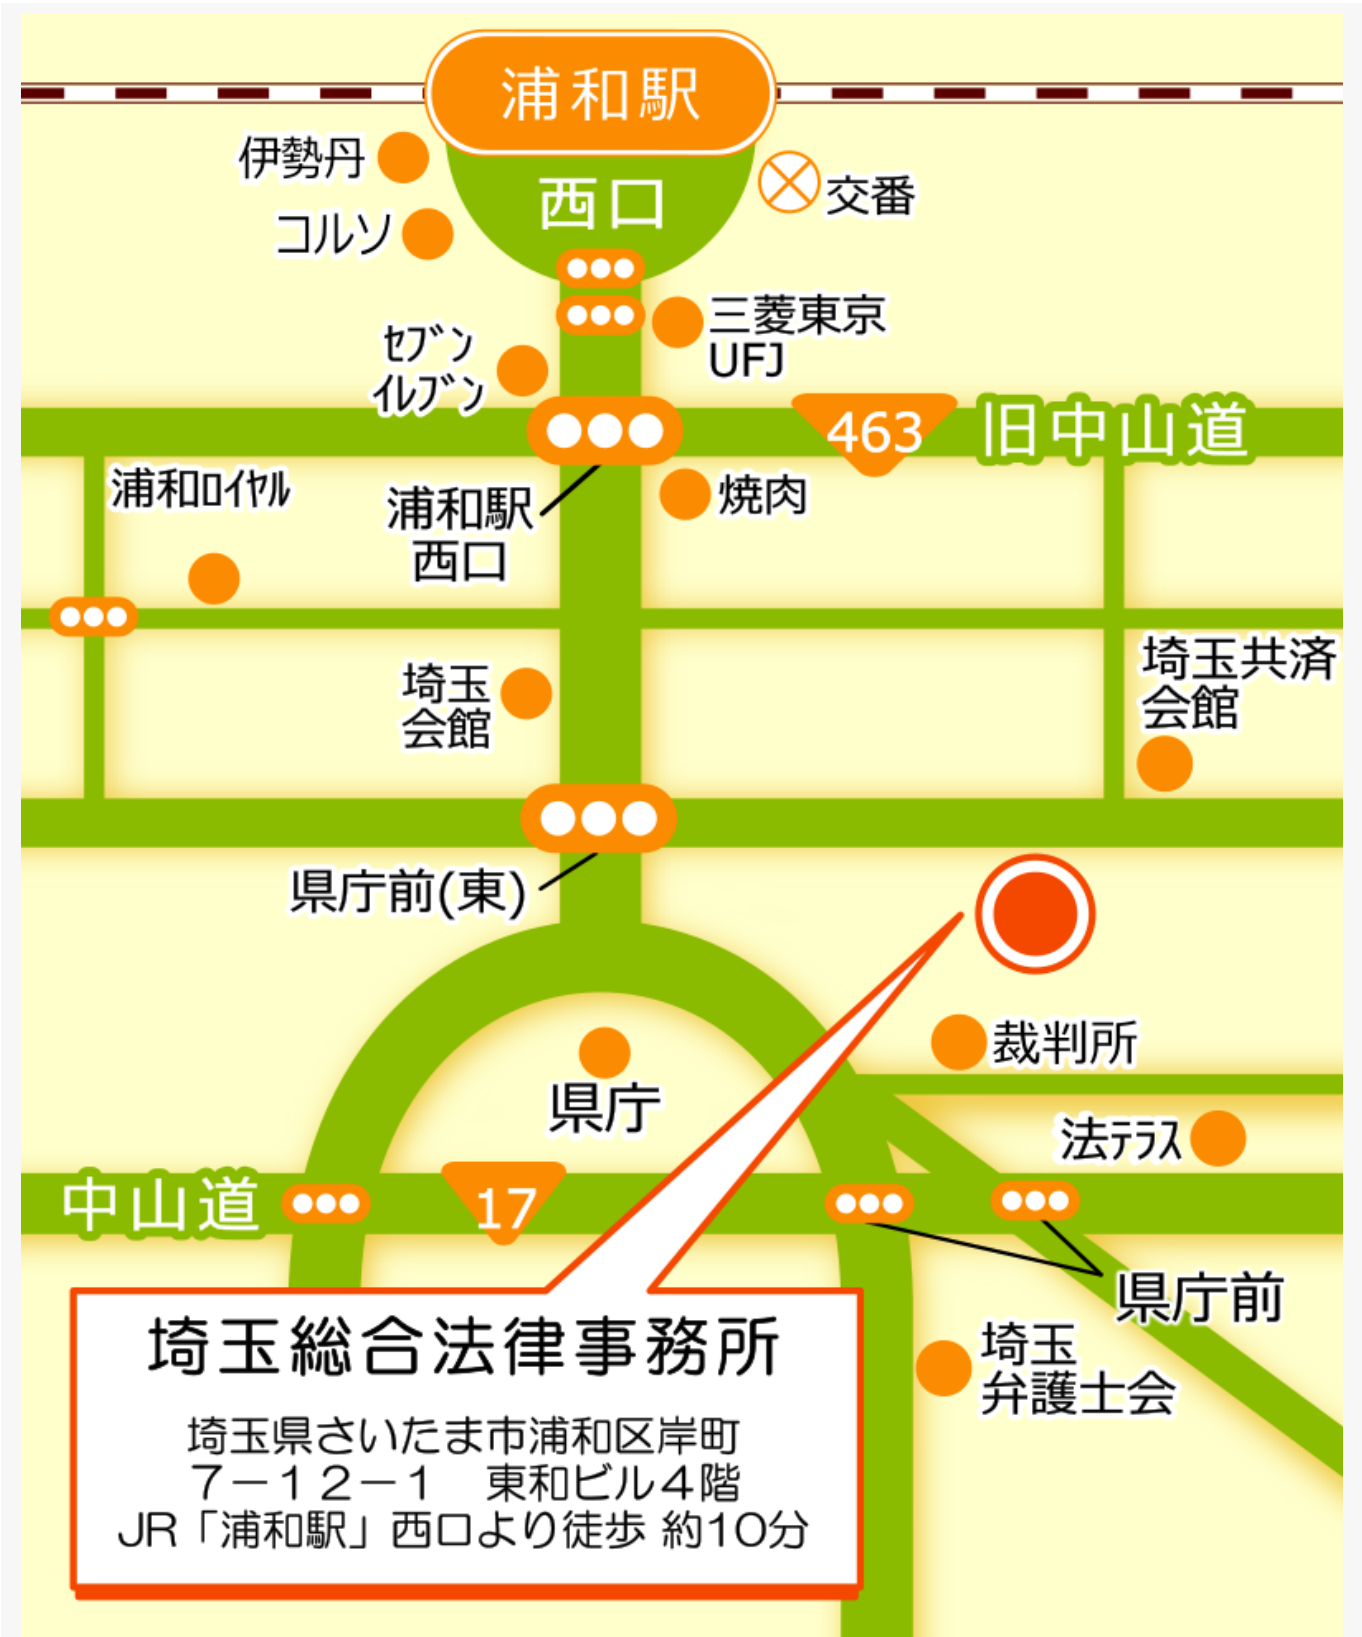 浦和駅
伊勢丹
西口
交番
コルソ
三菱東京
UFJ
ｾﾌﾞﾝ
ｲﾚﾌﾞﾝ
463
旧中山道
浦和ﾛｲﾔﾙ
浦和駅
西口
焼肉
埼玉
会館
埼玉共済
会館
県庁前(東)
裁判所
県庁
法ﾃﾗｽ
中山道
17
県庁前
埼玉
弁護士会
埼玉総合法律事務所
埼玉県さいたま市浦和区岸町
７－１２－１　東和ビル４階
JR「浦和駅」西口より徒歩 約10分